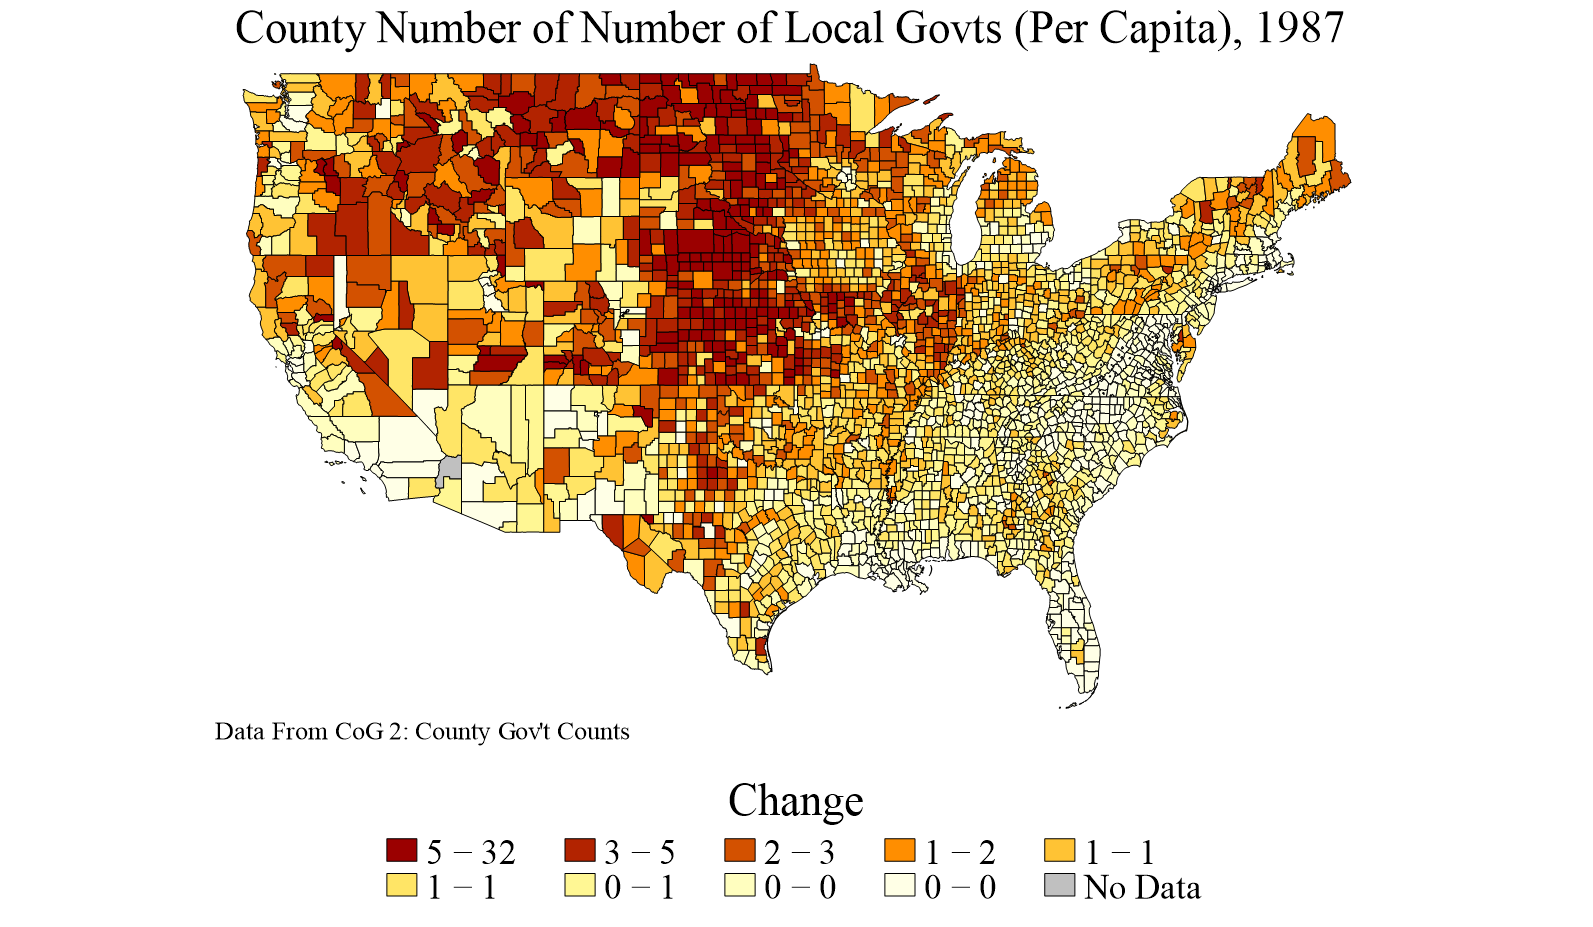 County Number of Number of Local Govts (Per Capita), 1987
Data From CoG 2: County Gov't Counts
Change
5 − 32 3 − 5 2 − 3 1 − 2 1 − 1
1 − 1 0 − 1 0 − 0 0 − 0 No Data